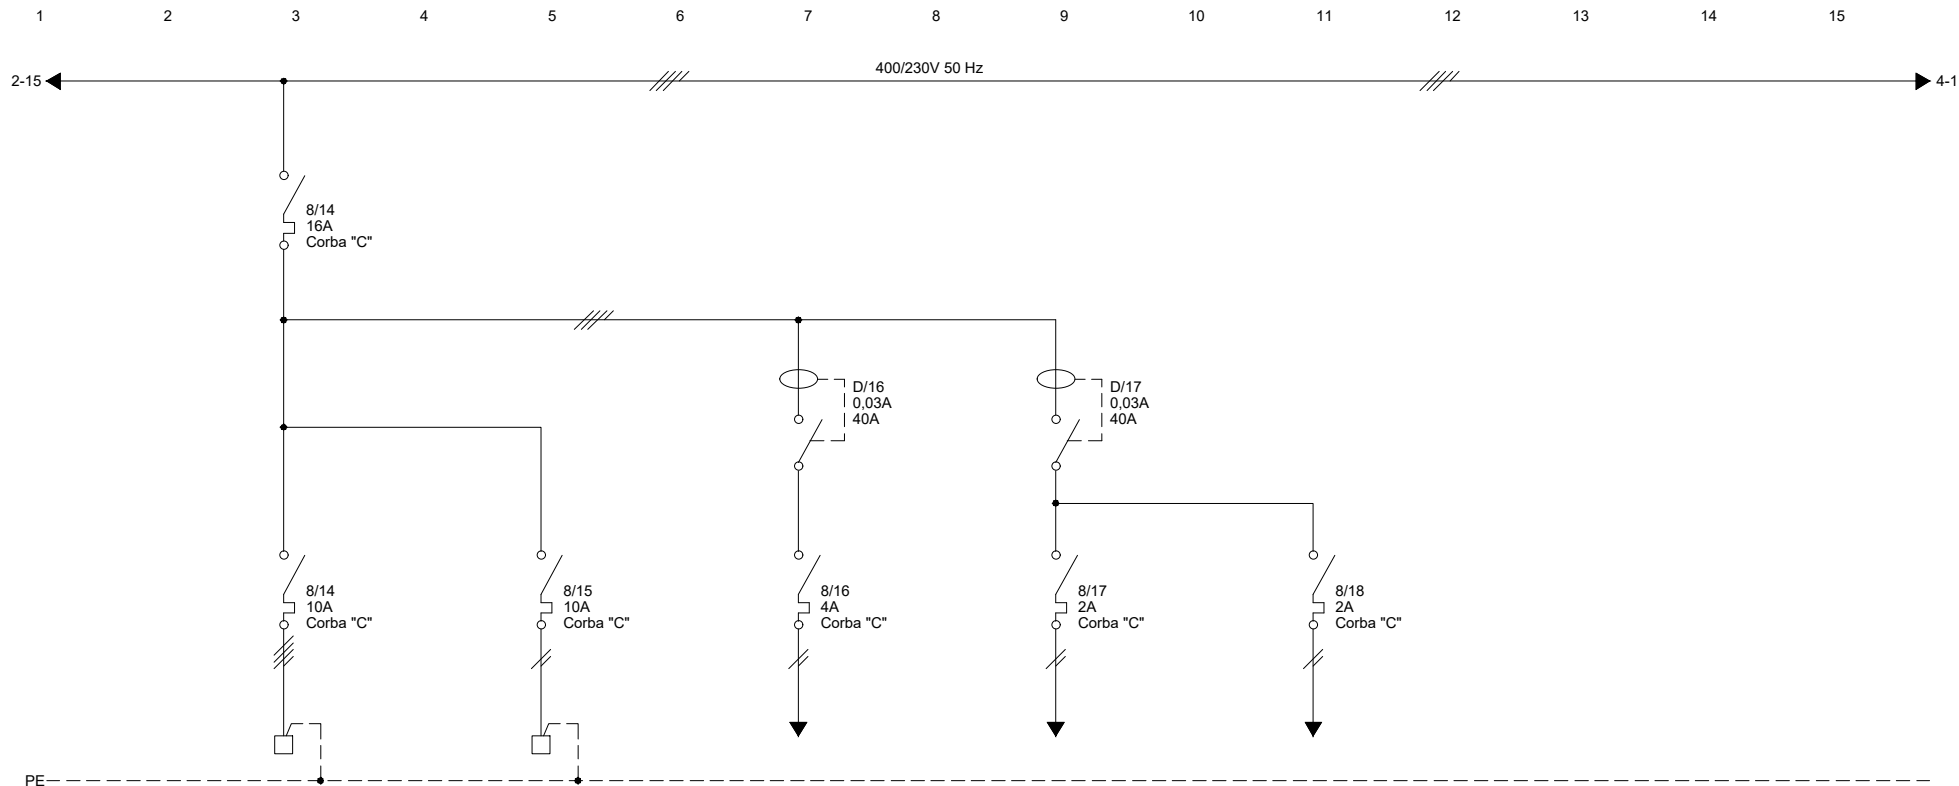 1 2 3 4 5 6 7 8 9 10 11 12 13 14 15
400/230V 50 Hz
2-15 4-1
8/14
16A
Corba "C"
D/16
0,03A
40A
D/17
0,03A
40A
8/14
10A
Corba "C"
8/15
10A
Corba "C"
8/16
4A
Corba "C"
8/17
2A
Corba "C"
8/18
2A
Corba "C"
PE